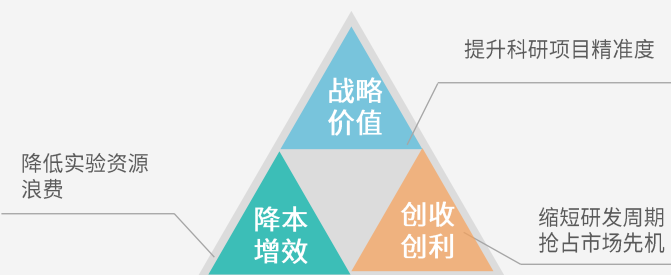 提升科研项目精准度
战略
价值
降低实验资源
浪费
降本
增效
创收
创利
缩短研发周期
抢占市场先机